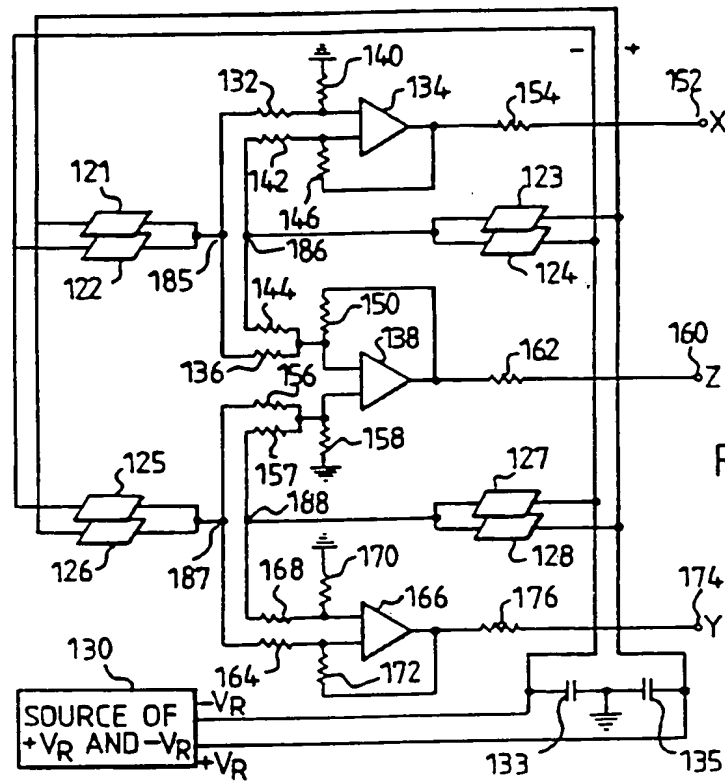 − +
132 140 134 154 152 X
142
146
121 123
122 185 186 124
144 150
138 160
136 162 Z
156
157 158
125 127
126 187 188 128
168 170 166 176 174
Y
164 172
130
−VR
SOURCE OF
+VR AND −VR
+VR
133 135
F